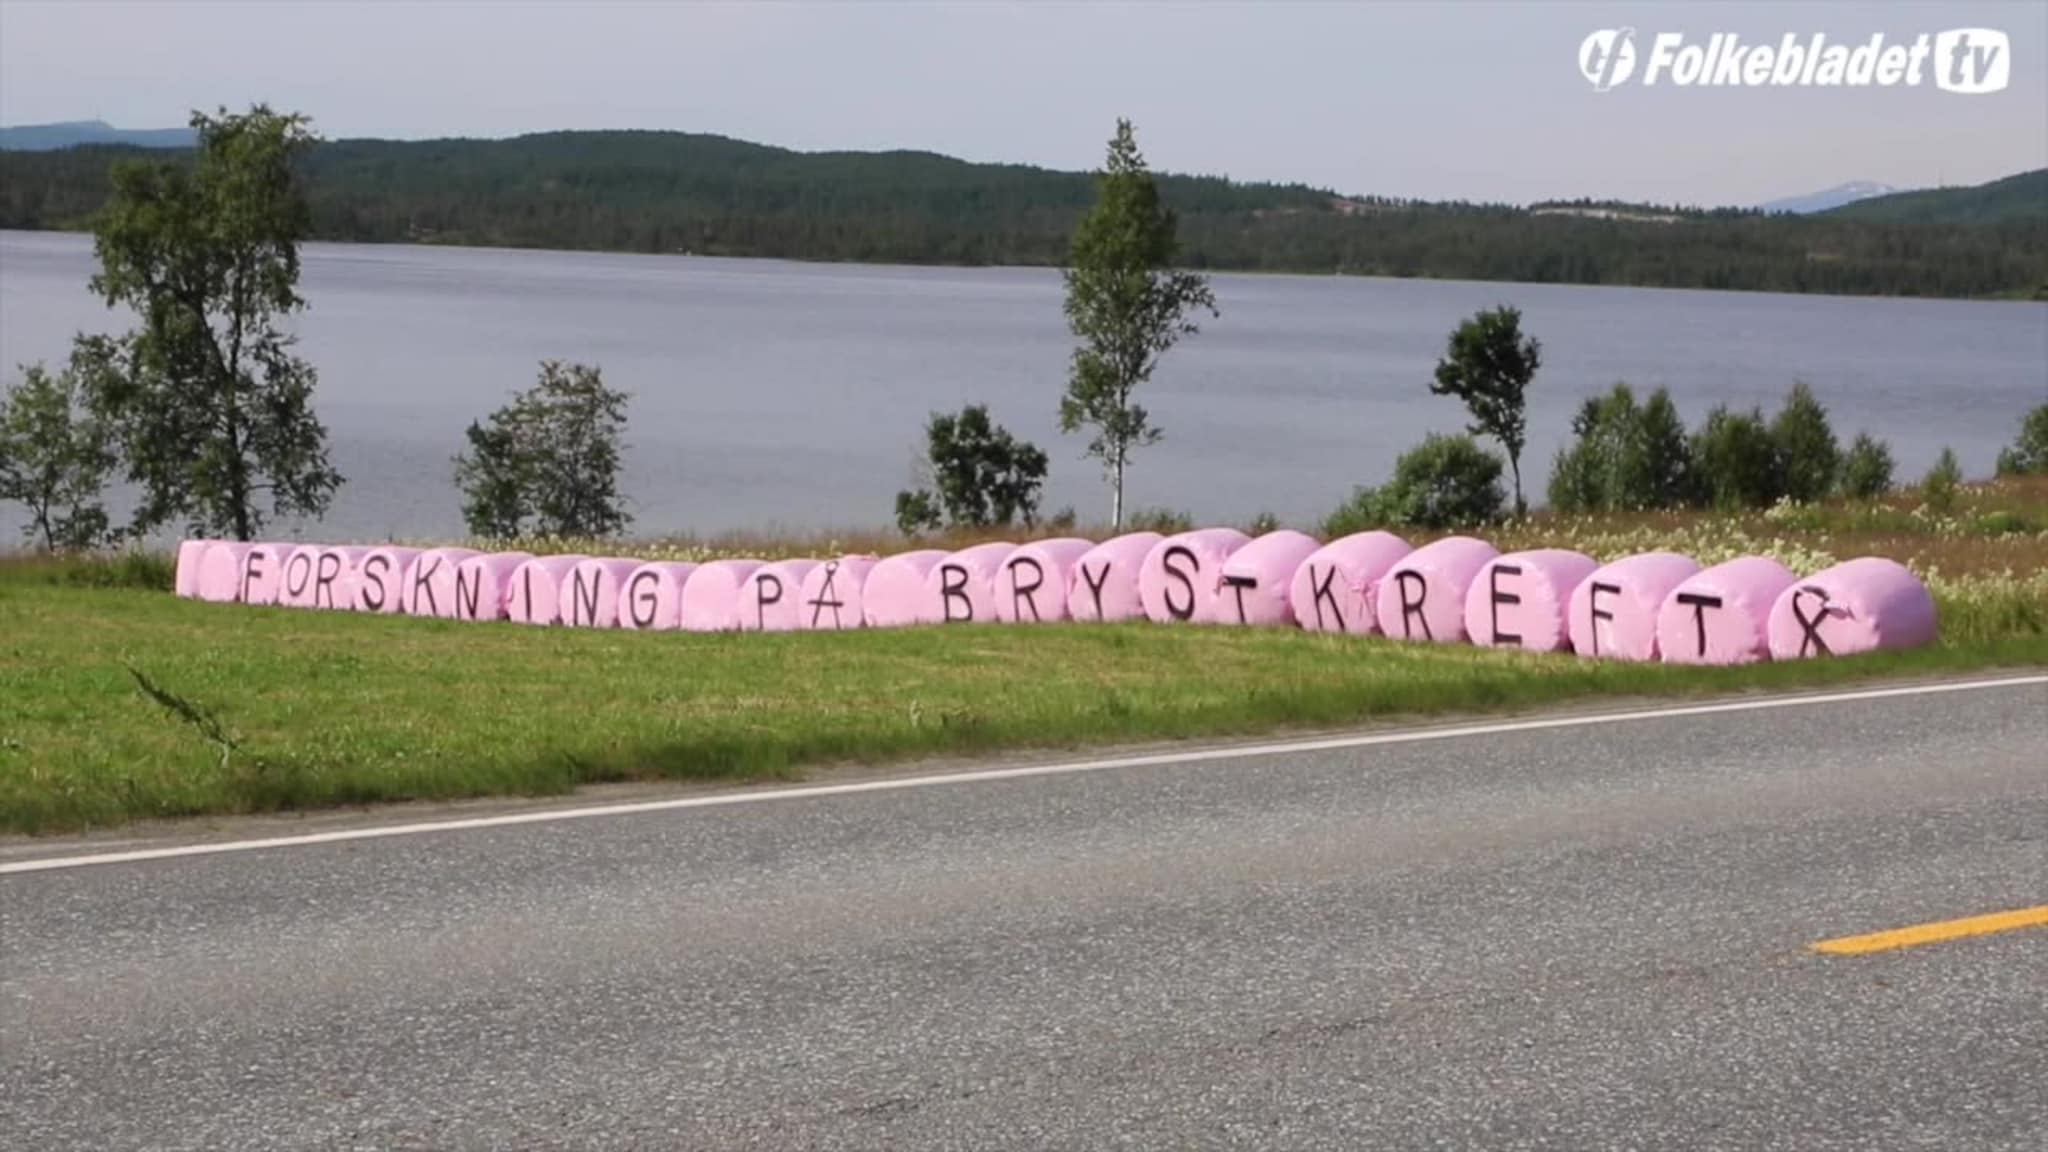 Folkebladet tv
FORSKNING PÅ BRYSTKREFT